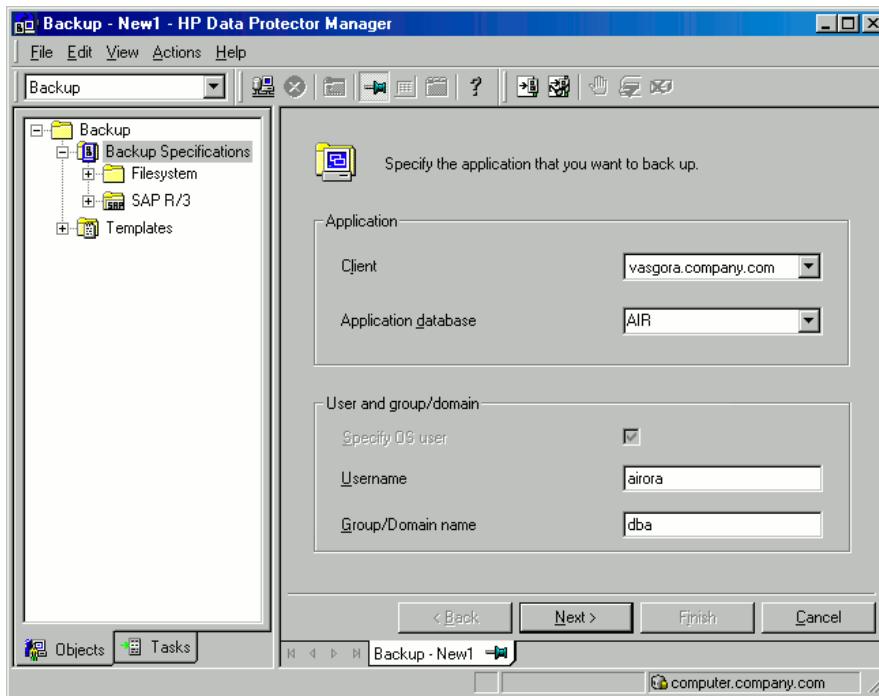 Backup - New1 - HP Data Protector Manager
File Edit View Actions Help
Backup
?
Backup
Backup Specifications
Filesystem
SAP R/3
Templates
Specify the application that you want to back up.
Application
Client
vasgora.company.com
Application database
AIR
User and group/domain
Specify OS user
Username
airora
Group/Domain name
dba
< Back Next > Finish Cancel
Objects Tasks
Backup - New1
computer.company.com